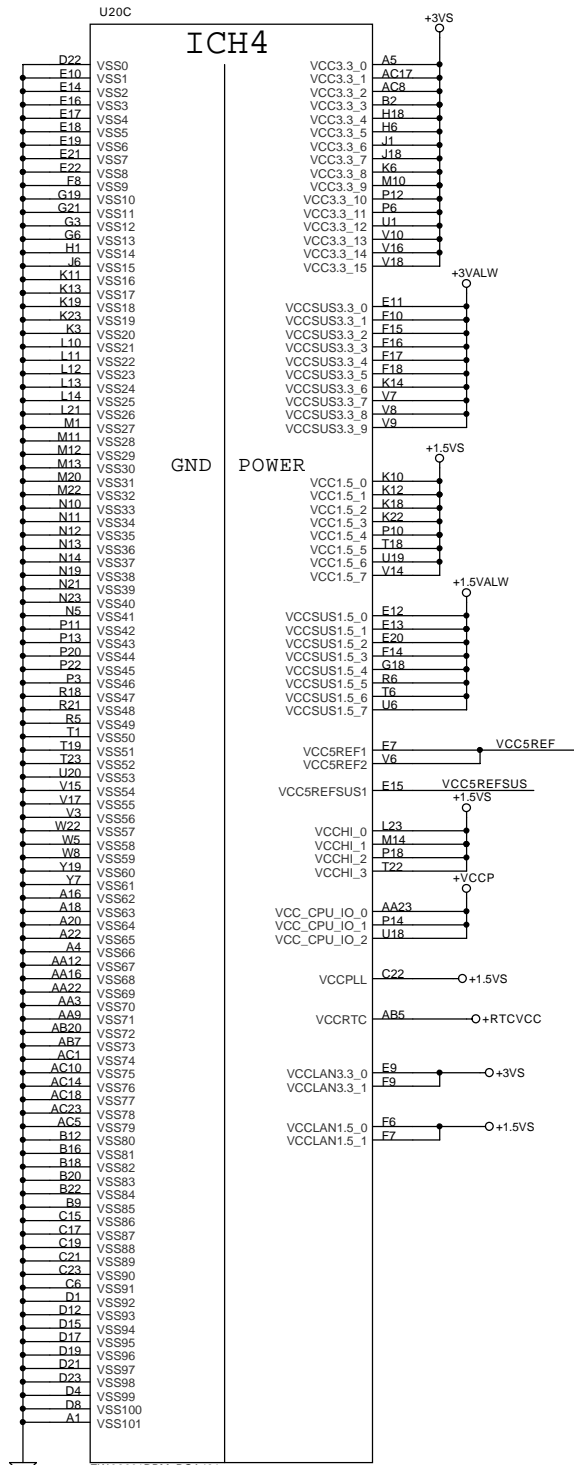 U20C
ICH4
D22 VSS0
E10 VSS1
E14 VSS2
E16 VSS3
E17 VSS4
E18 VSS5
E19 VSS6
E21 VSS7
E22 VSS8
F8 VSS9
G19 VSS10
G21 VSS11
G3 VSS12
G6 VSS13
H1 VSS14
J6 VSS15
K11 VSS16
K13 VSS17
K19 VSS18
K23 VSS19
K3 VSS20
L10 VSS21
L11 VSS22
L12 VSS23
L13 VSS24
L14 VSS25
L21 VSS26
M1 VSS27
M11 VSS28
M12 VSS29
M13 VSS30
M20 VSS31
M22 VSS32
N10 VSS33
N11 VSS34
N12 VSS35
N13 VSS36
N14 VSS37
N19 VSS38
N21 VSS39
N23 VSS40
N5 VSS41
P11 VSS42
P13 VSS43
P20 VSS44
P22 VSS45
P3 VSS46
R18 VSS47
R21 VSS48
R5 VSS49
T1 VSS50
T19 VSS51
T23 VSS52
U20 VSS53
V15 VSS54
V17 VSS55
V3 VSS56
W22 VSS57
W5 VSS58
W8 VSS59
Y19 VSS60
Y7 VSS61
A16 VSS62
A18 VSS63
A20 VSS64
A22 VSS65
A4 VSS66
AA12 VSS67
AA16 VSS68
AA22 VSS69
AA3 VSS70
AA9 VSS71
AB20 VSS72
AB7 VSS73
AC1 VSS74
AC10 VSS75
AC14 VSS76
AC18 VSS77
AC23 VSS78
AC5 VSS79
B12 VSS80
B16 VSS81
B18 VSS82
B20 VSS83
B22 VSS84
B9 VSS85
C15 VSS86
C17 VSS87
C19 VSS88
C21 VSS89
C23 VSS90
C6 VSS91
D1 VSS92
D12 VSS93
D15 VSS94
D17 VSS95
D19 VSS96
D21 VSS97
D23 VSS98
D4 VSS99
D8 VSS100
A1 VSS101
GND
POWER
+3VS
VCC3.3_0 A5
VCC3.3_1 AC17
VCC3.3_2 AC8
VCC3.3_3 B2
VCC3.3_4 H18
VCC3.3_5 H6
VCC3.3_6 J1
VCC3.3_7 J18
VCC3.3_8 K6
VCC3.3_9 M10
VCC3.3_10 P12
VCC3.3_11 P6
VCC3.3_12 U1
VCC3.3_13 V10
VCC3.3_14 V16
VCC3.3_15 V18
+3VALW
VCCSUS3.3_0 E11
VCCSUS3.3_1 F10
VCCSUS3.3_2 F15
VCCSUS3.3_3 F16
VCCSUS3.3_4 F17
VCCSUS3.3_5 F18
VCCSUS3.3_6 K14
VCCSUS3.3_7 V7
VCCSUS3.3_8 V8
VCCSUS3.3_9 V9
+1.5VS
VCC1.5_0 K10
VCC1.5_1 K12
VCC1.5_2 K18
VCC1.5_3 K22
VCC1.5_4 P10
VCC1.5_5 T18
VCC1.5_6 U19
VCC1.5_7 V14
+1.5VALW
VCCSUS1.5_0 E12
VCCSUS1.5_1 E13
VCCSUS1.5_2 E20
VCCSUS1.5_3 F14
VCCSUS1.5_4 G18
VCCSUS1.5_5 R6
VCCSUS1.5_6 T6
VCCSUS1.5_7 U6
VCC5REF1 E7 VCC5REF
VCC5REF2 V6
VCC5REFSUS1 E15 VCC5REFSUS
+1.5VS
VCCHI_0 L23
VCCHI_1 M14
VCCHI_2 P18
VCCHI_3 T22
+VCCP
VCC_CPU_IO_0 AA23
VCC_CPU_IO_1 P14
VCC_CPU_IO_2 U18
VCCPLL C22 +1.5VS
VCCRTC AB5 +RTCVCC
VCCLAN3.3_0 E9 +3VS
VCCLAN3.3_1 F9
VCCLAN1.5_0 F6 +1.5VS
VCCLAN1.5_1 F7